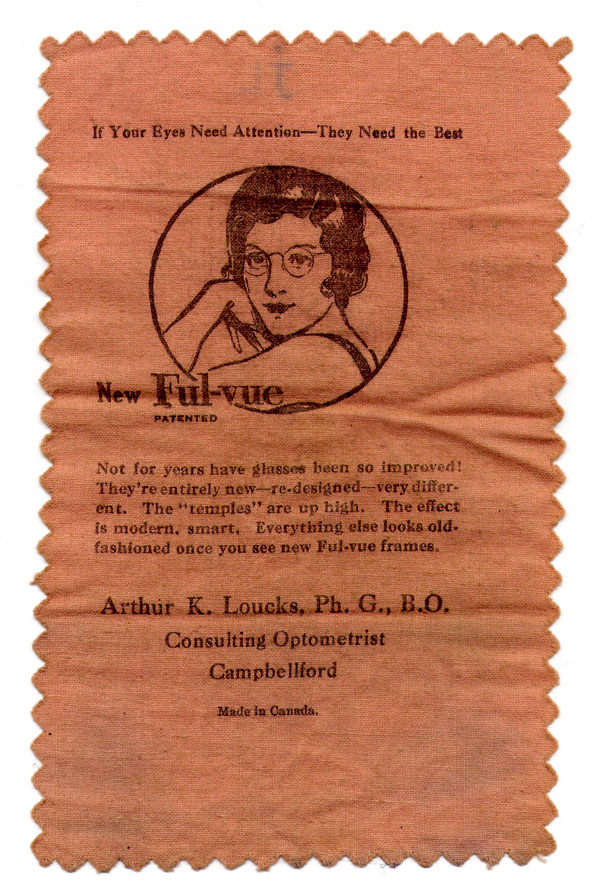 If Your Eyes Need Attention—They Need the Best
New Ful-vue
PATENTED
Not for years have glasses been so improved!
They're entirely new—re-designed—very differ-
ent. The "temples" are up high. The effect
is modern, smart. Everything else looks old-
fashioned once you see new Ful-vue frames.
Arthur K. Loucks, Ph. G., B.O.
Consulting Optometrist
Campbellford
Made in Canada.